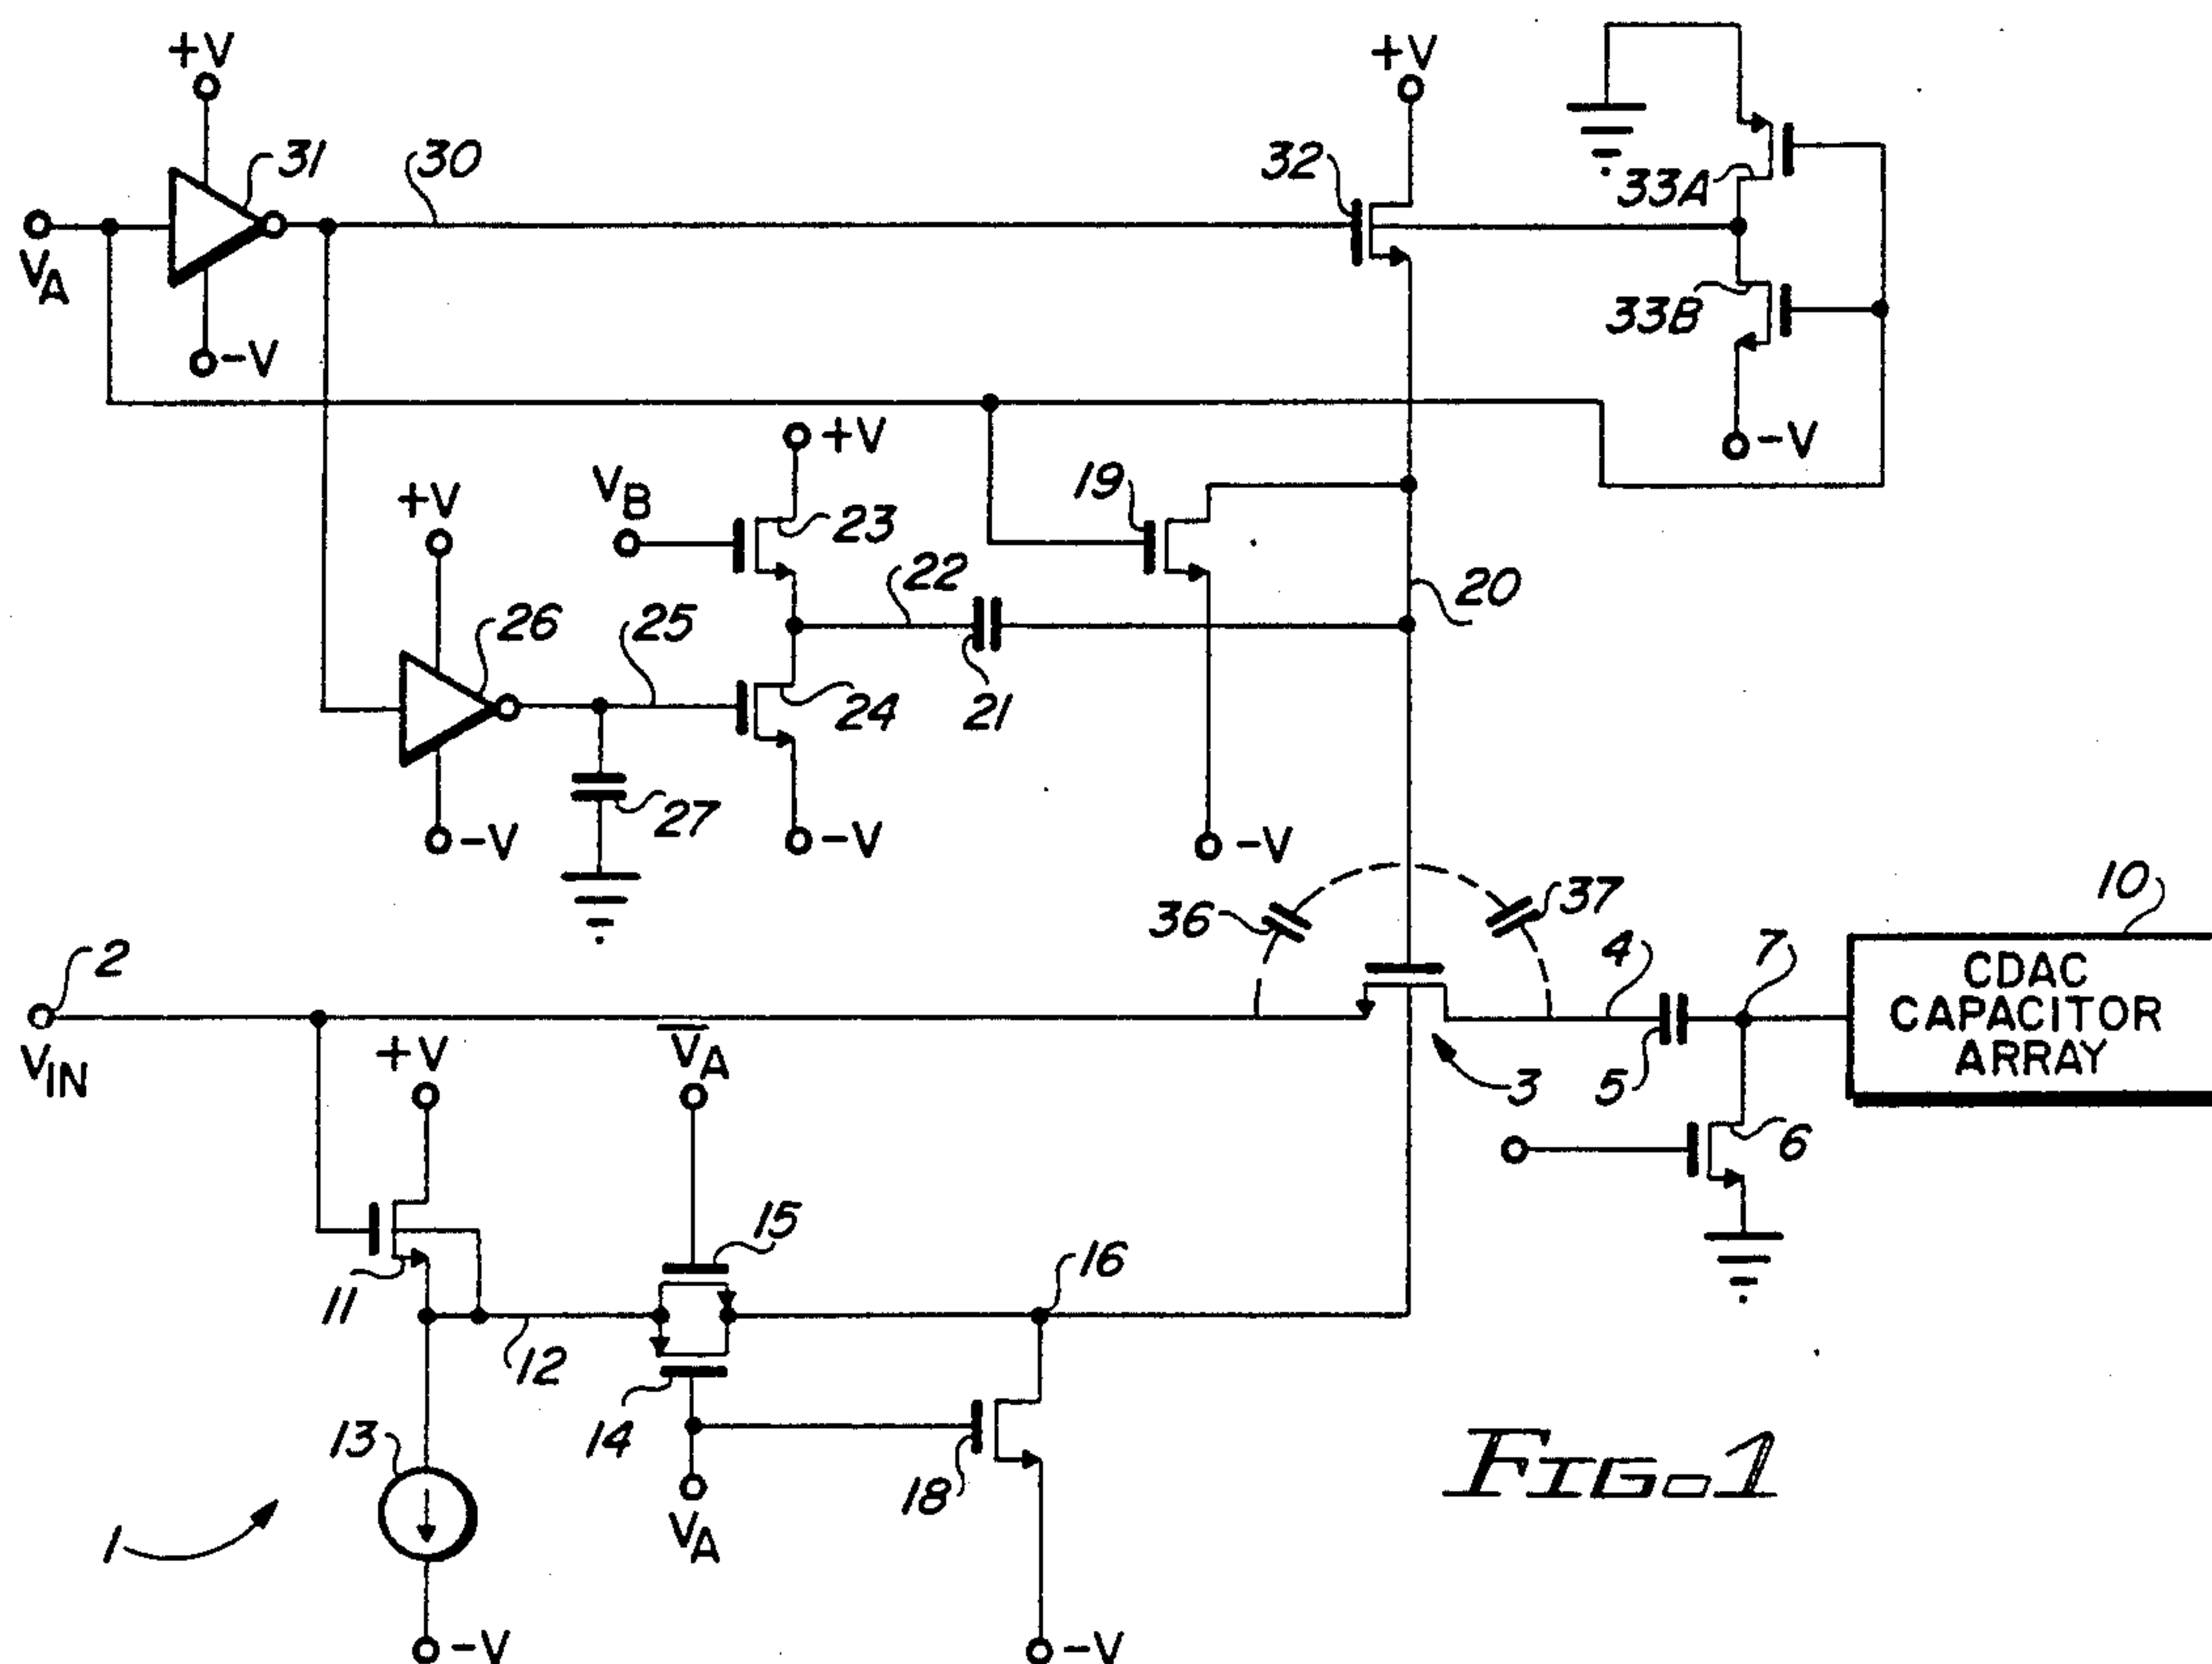 +V
+V
31
30
32
33A
VA
-V
33B
+V
-V
VB
19
+V
23
22
20
26
25
24
21
27
-V
-V
-V
10
36
37
2
4
7
CDAC
CAPACITOR
ARRAY
VIN
+V
V̅A
3
5
6
15
16
11
12
13
14
18
FIG. 1
VA
1
-V
-V